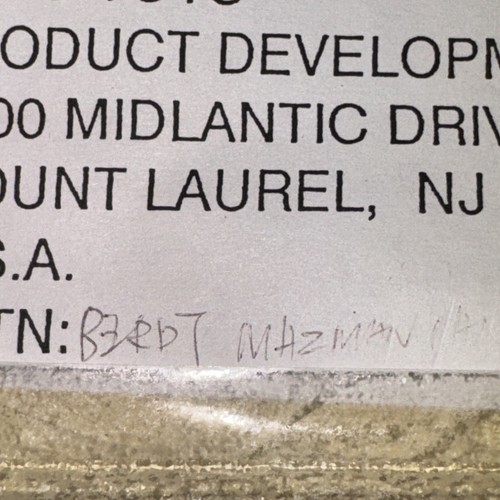 ODUCT DEVELOPM
00 MIDLANTIC DRIV
OUNT LAUREL, NJ
S.A.
TN: